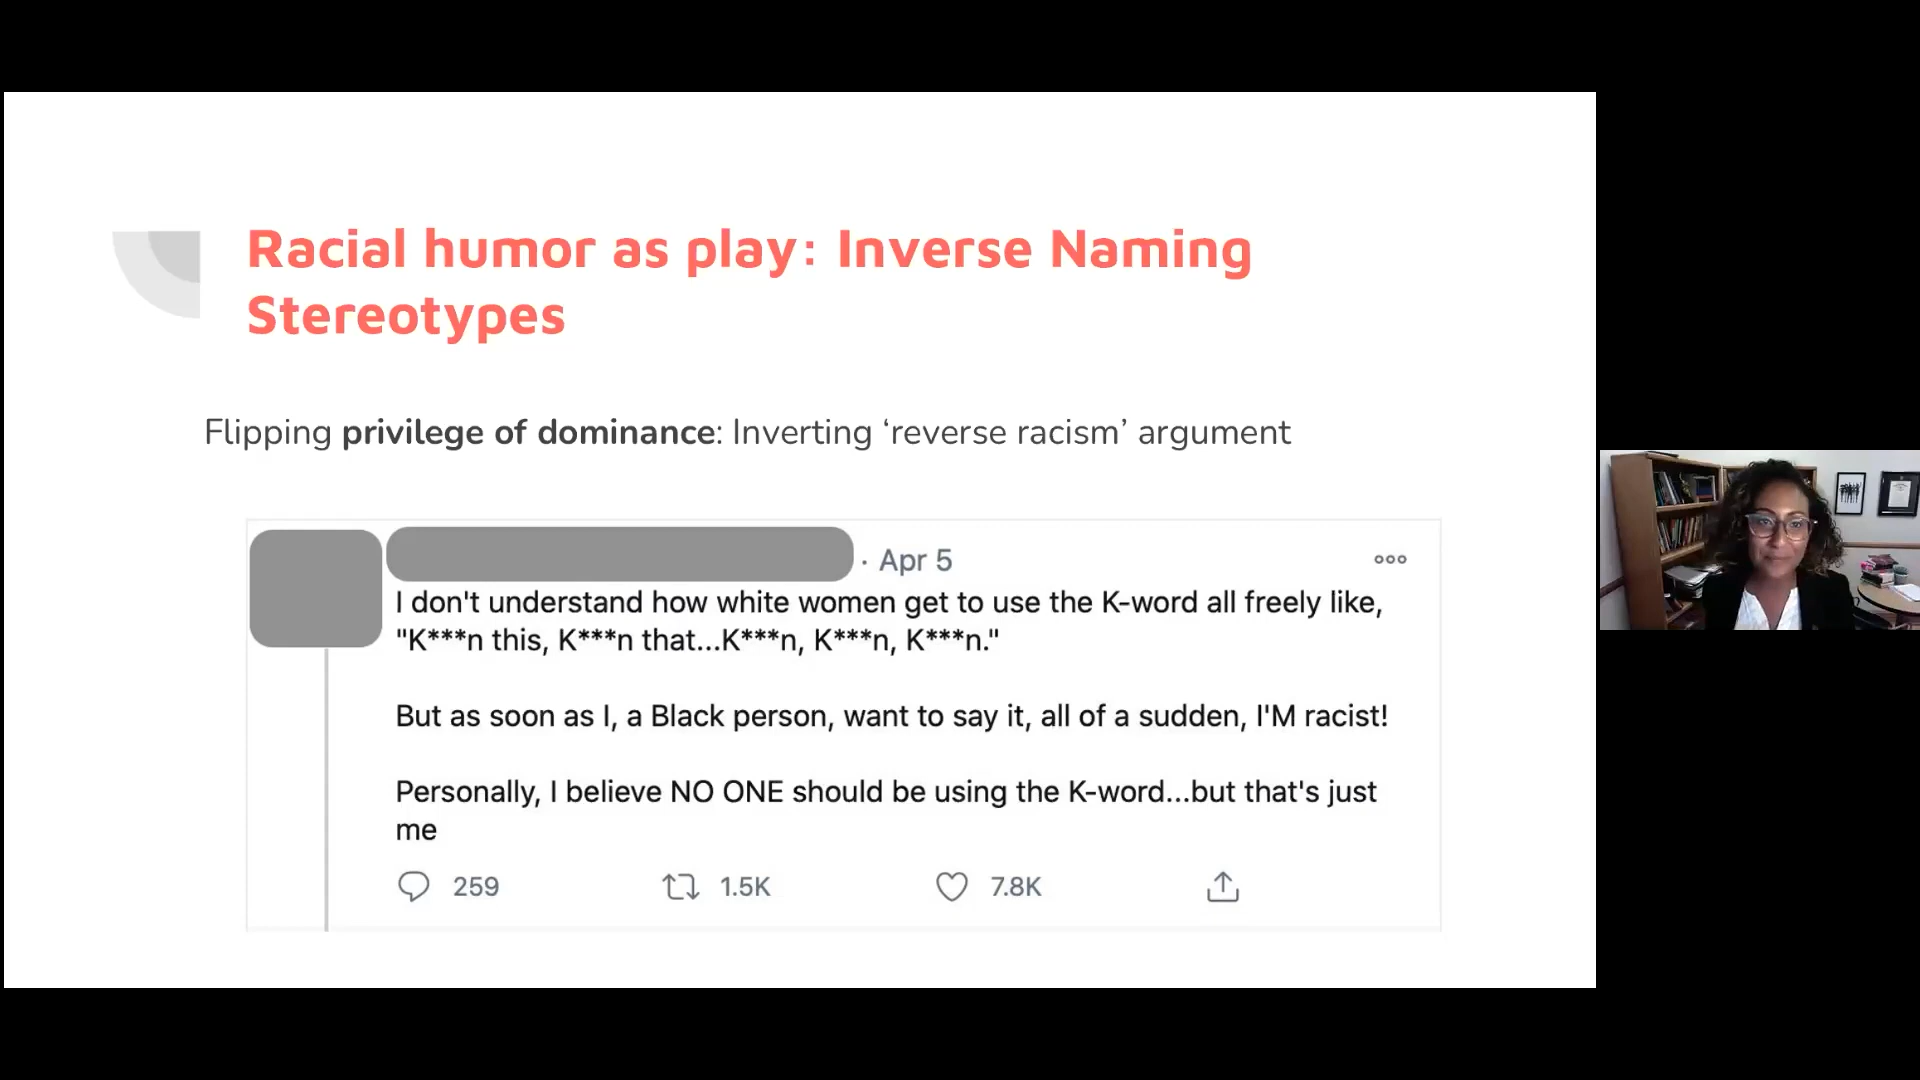 Racial humor as play: Inverse Naming
Stereotypes
Flipping privilege of dominance: Inverting ‘reverse racism’ argument
· Apr 5
I don't understand how white women get to use the K-word all freely like,
"K***n this, K***n that...K***n, K***n, K***n."
But as soon as I, a Black person, want to say it, all of a sudden, I'M racist!
Personally, I believe NO ONE should be using the K-word...but that's just
me
259 1.5K 7.8K